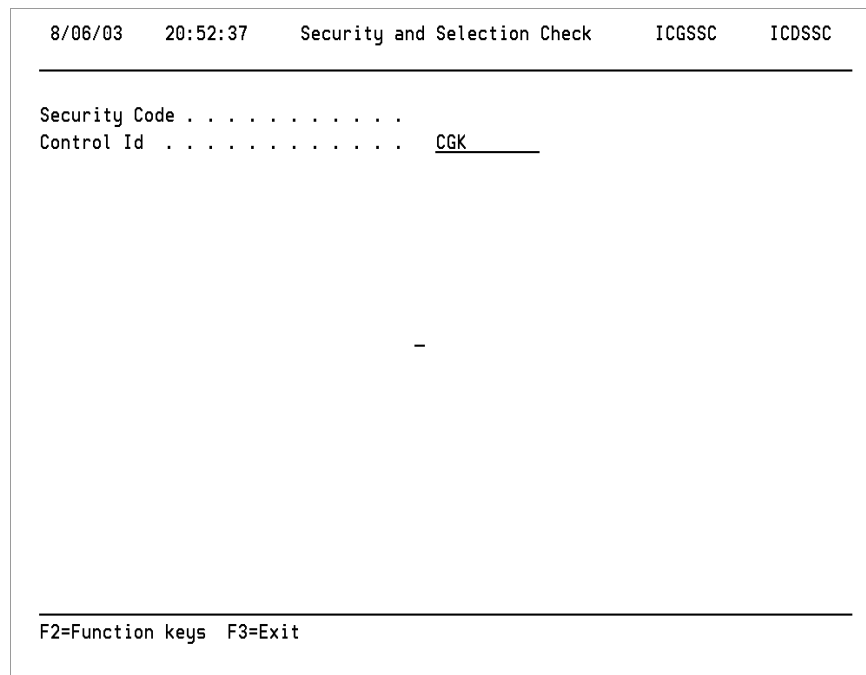 8/06/03 20:52:37 Security and Selection Check ICGSSC ICDSSC
Security Code . . . . . . . . . . .
Control Id . . . . . . . . . . . . CGK
F2=Function keys F3=Exit